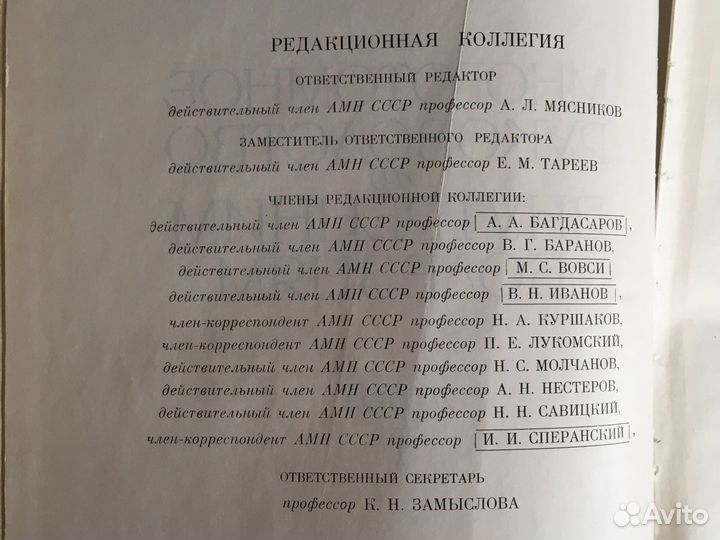 РЕДАКЦИОННАЯ КОЛЛЕГИЯ
ОТВЕТСТВЕННЫЙ РЕДАКТОР
действительный член АМН СССР профессор А. Л. МЯСНИКОВ
ЗАМЕСТИТЕЛЬ ОТВЕТСТВЕННОГО РЕДАКТОРА
действительный член АМН СССР профессор Е. М. ТАРЕЕВ
ЧЛЕНЫ РЕДАКЦИОННОЙ КОЛЛЕГИИ:
действительный член АМН СССР профессор А. А. БАГДАСАРОВ,
действительный член АМН СССР профессор В. Г. БАРАНОВ,
действительный член АМН СССР профессор М. С. ВОВСИ
действительный член АМН СССР профессор В. Н. ИВАНОВ,
член-корреспондент АМН СССР профессор Н. А. КУРШАКОВ,
член-корреспондент АМН СССР профессор П. Е. ЛУКОМСКИЙ,
действительный член АМН СССР профессор Н. С. МОЛЧАНОВ,
действительный член АМН СССР профессор А. Н. НЕСТЕРОВ,
действительный член АМН СССР профессор Н. Н. САВИЦКИЙ,
член-корреспондент АМН СССР профессор И. И. СПЕРАНСКИЙ,
ОТВЕТСТВЕННЫЙ СЕКРЕТАРЬ
профессор К. Н. ЗАМЫСЛОВА
Avito